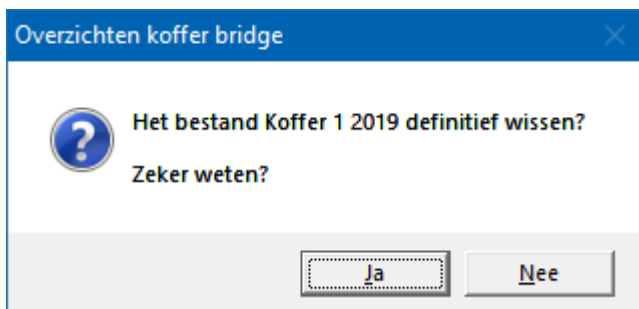 Overzichten koffer bridge
Het bestand Koffer 1 2019 definitief wissen?
Zeker weten?
Ja
Nee